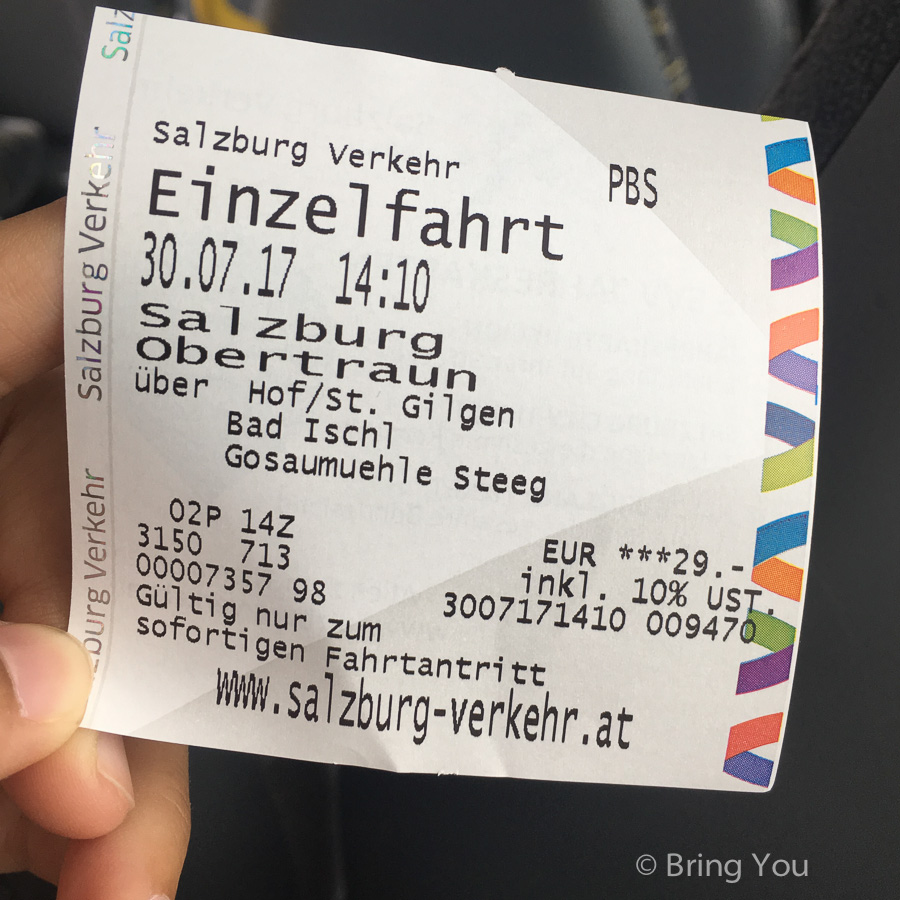 Salz
Salzburg Verkehr
zburg Verkehr
Salzburg Verkehr
PBS
Einzelfahrt
30.07.17 14:10
Salzburg
Obertraun
über Hof/St. Gilgen
Bad Ischl
Gosaumuehle Steeg
02P 14Z
3150 713
00007357 98
EUR ***29.-
inkl. 10% UST.
3007171410 009470
Gültig nur zum
sofortigen Fahrtantritt
www.salzburg-verkehr.at
© Bring You